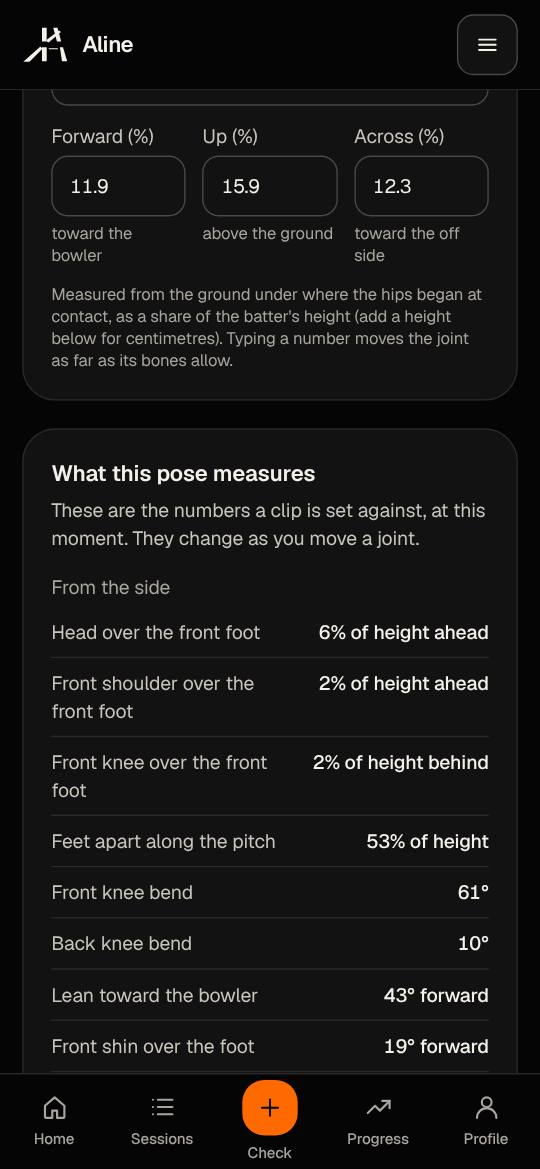 Aline
Forward (%)
Up (%)
Across (%)
11.9
15.9
12.3
toward the
bowler
above the ground
toward the off
side
Measured from the ground under where the hips began at
contact, as a share of the batter's height (add a height
below for centimetres). Typing a number moves the joint
as far as its bones allow.
What this pose measures
These are the numbers a clip is set against, at this
moment. They change as you move a joint.
From the side
Head over the front foot 6% of height ahead
Front shoulder over the 2% of height ahead
front foot
Front knee over the front 2% of height behind
foot
Feet apart along the pitch 53% of height
Front knee bend 61°
Back knee bend 10°
Lean toward the bowler 43° forward
Front shin over the foot 19° forward
Home
Sessions
Check
Progress
Profile